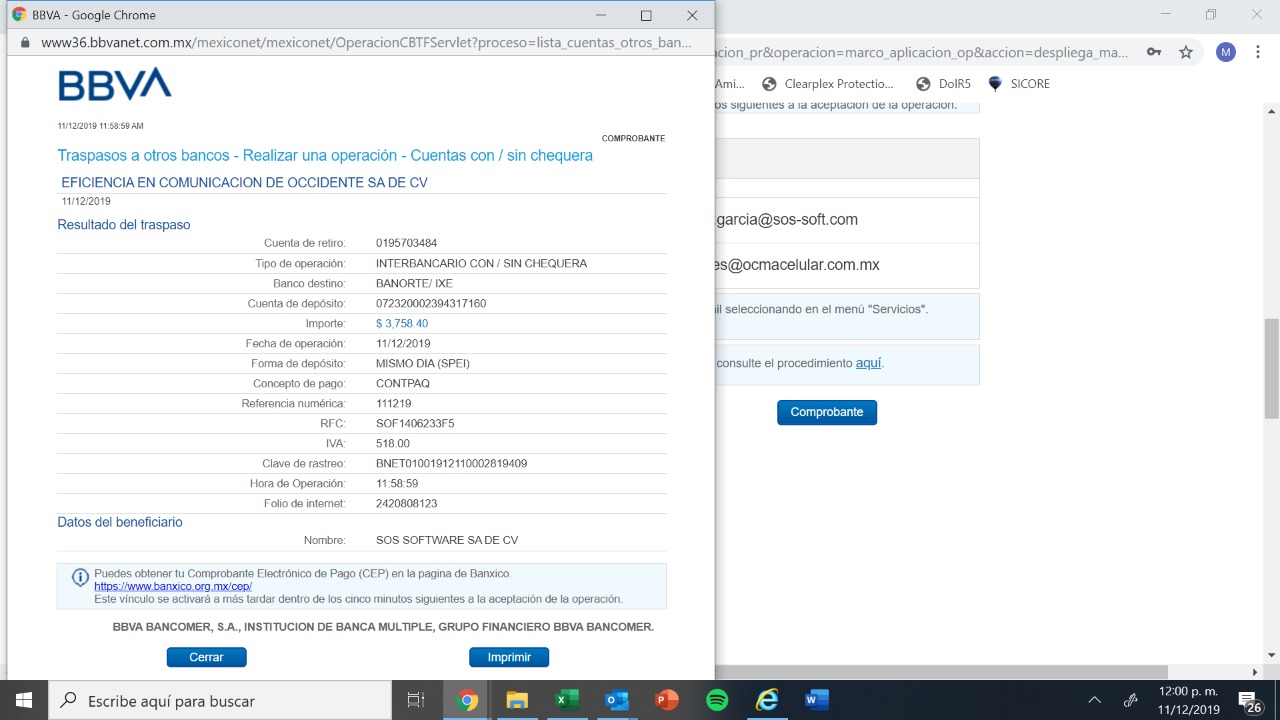 BBVA - Google Chrome
www36.bbvanet.com.mx/mexiconet/mexiconet/OperacionCBTFServlet?proceso=lista_cuentas_otros_ban...
BBVA
11/12/2019 11:58:59 AM
COMPROBANTE
Traspasos a otros bancos - Realizar una operación - Cuentas con / sin chequera
EFICIENCIA EN COMUNICACION DE OCCIDENTE SA DE CV
11/12/2019
Resultado del traspaso
Cuenta de retiro: 0195703484
Tipo de operación: INTERBANCARIO CON / SIN CHEQUERA
Banco destino: BANORTE/ IXE
Cuenta de depósito: 072320002394317160
Importe: $ 3,758.40
Fecha de operación: 11/12/2019
Forma de depósito: MISMO DIA (SPEI)
Concepto de pago: CONTPAQ
Referencia numérica: 111219
RFC: SOF1406233F5
IVA: 518.00
Clave de rastreo: BNET01001912110002819409
Hora de Operación: 11:58:59
Folio de internet: 2420808123
Datos del beneficiario
Nombre: SOS SOFTWARE SA DE CV
Puedes obtener tu Comprobante Electrónico de Pago (CEP) en la pagina de Banxico.
https://www.banxico.org.mx/cep/
Este vínculo se activará a más tardar dentro de los cinco minutos siguientes a la aceptación de la operación.
BBVA BANCOMER, S.A., INSTITUCION DE BANCA MULTIPLE, GRUPO FINANCIERO BBVA BANCOMER.
Cerrar
Imprimir
cion_pr&operacion=marco_aplicacion_op&accion=despliega_ma...
M
Ami...
Clearplex Protectio...
DolR5
SICORE
os siguientes a la aceptación de la operación.
.garcia@sos-soft.com
es@ocmacelular.com.mx
il seleccionando en el menú "Servicios".
consulte el procedimiento aquí.
Comprobante
Escribe aquí para buscar
12:00 p. m.
11/12/2019
26